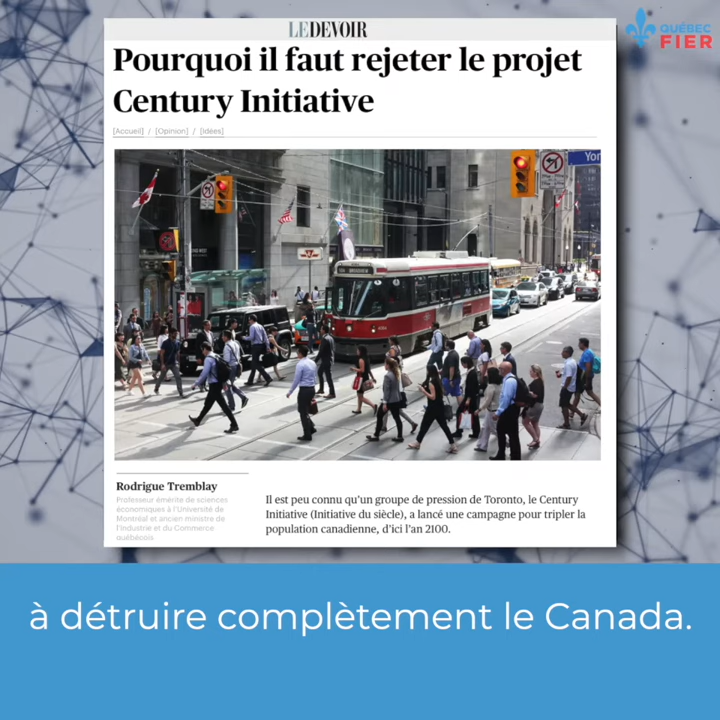 LEDEVOIR
QUÉBEC
FIER
Pourquoi il faut rejeter le projet
Century Initiative
[Accueil] / [Opinion] / [Idées]
Yon
Rodrigue Tremblay
Professeur émérite de sciences
économiques à l'Université de
Montréal et ancien ministre de
l'Industrie et du Commerce
québécois.
Il est peu connu qu'un groupe de pression de Toronto, le Century
Initiative (Initiative du siècle), a lancé une campagne pour tripler la
population canadienne, d'ici l'an 2100.
à détruire complètement le Canada.